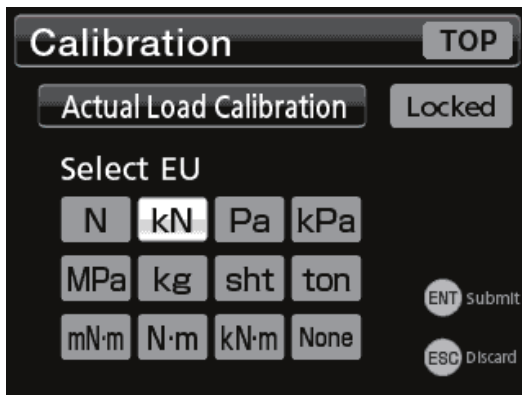 Calibration TOP
Actual Load Calibration Locked
Select EU
N kN Pa kPa
MPa kg sht ton
ENT Submit
mN·m N·m kN·m None
ESC Discard